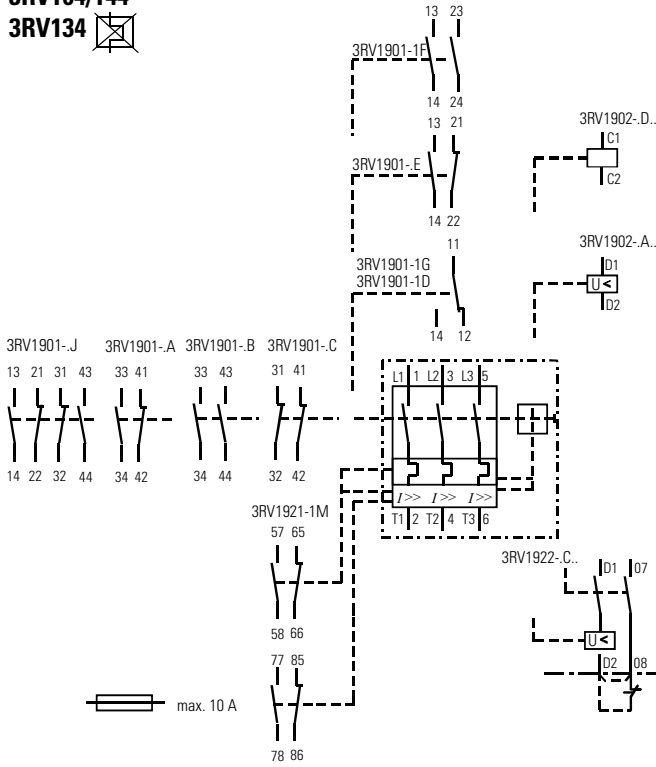 3RV134
13 23
3RV1901-1F
14 24
13 21
3RV1901-.E
14 22
11
3RV1901-1G
3RV1901-1D
14 12
3RV1902-.D..
C1
C2
3RV1902-.A..
D1
U<
D2
3RV1901-.J 3RV1901-.A 3RV1901-.B 3RV1901-.C
13 21 31 43 33 41 33 43 31 41
14 22 32 44 34 42 34 44 32 42
L1 1 L2 3 L3 5
I>> I>> I>>
T1 2 T2 4 T3 6
3RV1921-1M
57 65
58 66
77 85
78 86
3RV1922-.C..
D1 07
U<
D2 08
max. 10 A